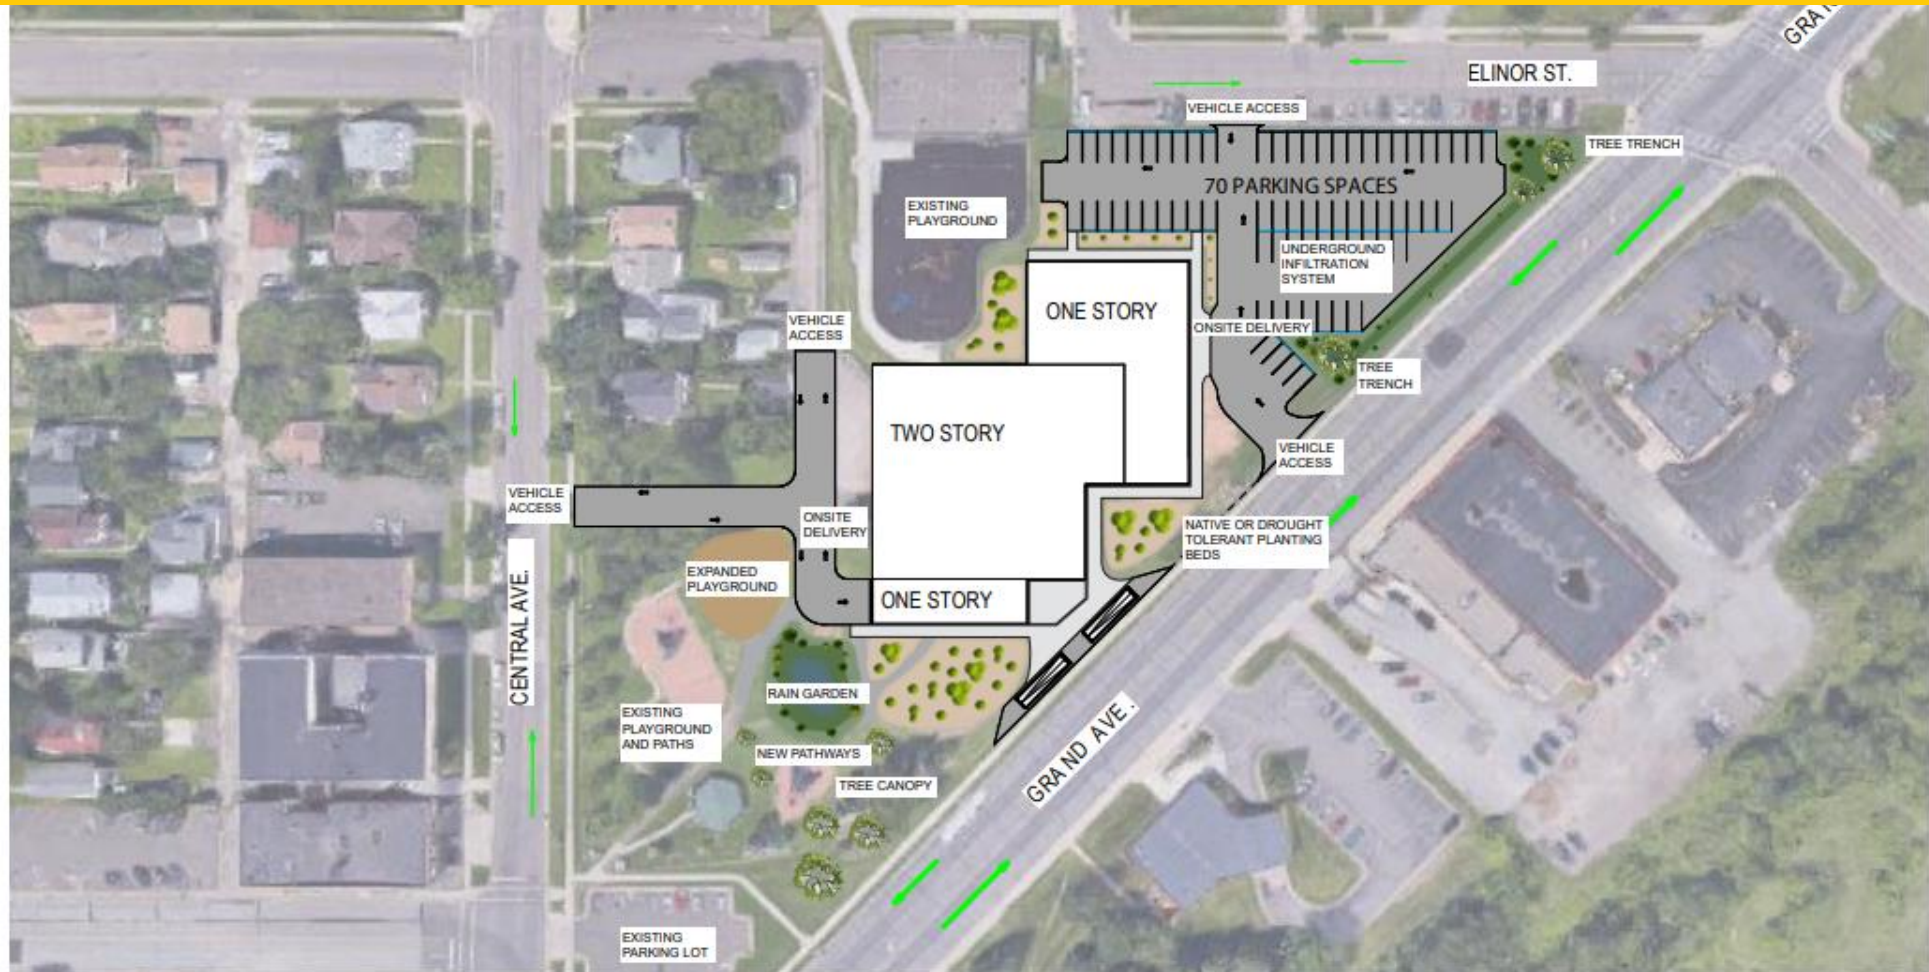 GRA
ELINOR ST.
VEHICLE ACCESS
TREE TRENCH
70 PARKING SPACES
EXISTING
PLAYGROUND
UNDERGROUND
INFILTRATION
SYSTEM
ONE STORY
VEHICLE
ACCESS
ONSITE DELIVERY
TREE
TRENCH
TWO STORY
VEHICLE
ACCESS
VEHICLE
ACCESS
ONSITE
DELIVERY
NATIVE OR DROUGHT
TOLERANT PLANTING
BEDS
EXPANDED
PLAYGROUND
ONE STORY
CENTRAL AVE.
RAIN GARDEN
EXISTING
PLAYGROUND
AND PATHS
NEW PATHWAYS
TREE CANOPY
GRAND AVE.
EXISTING
PARKING LOT